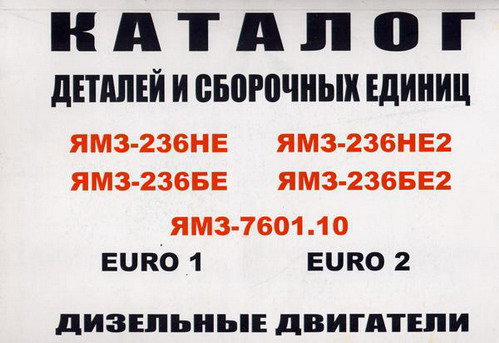 КАТАЛОГ
ДЕТАЛЕЙ И СБОРОЧНЫХ ЕДИНИЦ
ЯМЗ-236НЕ ЯМЗ-236НЕ2
ЯМЗ-236БЕ ЯМЗ-236БЕ2
ЯМЗ-7601.10
EURO 1 EURO 2
ДИЗЕЛЬНЫЕ ДВИГАТЕЛИ